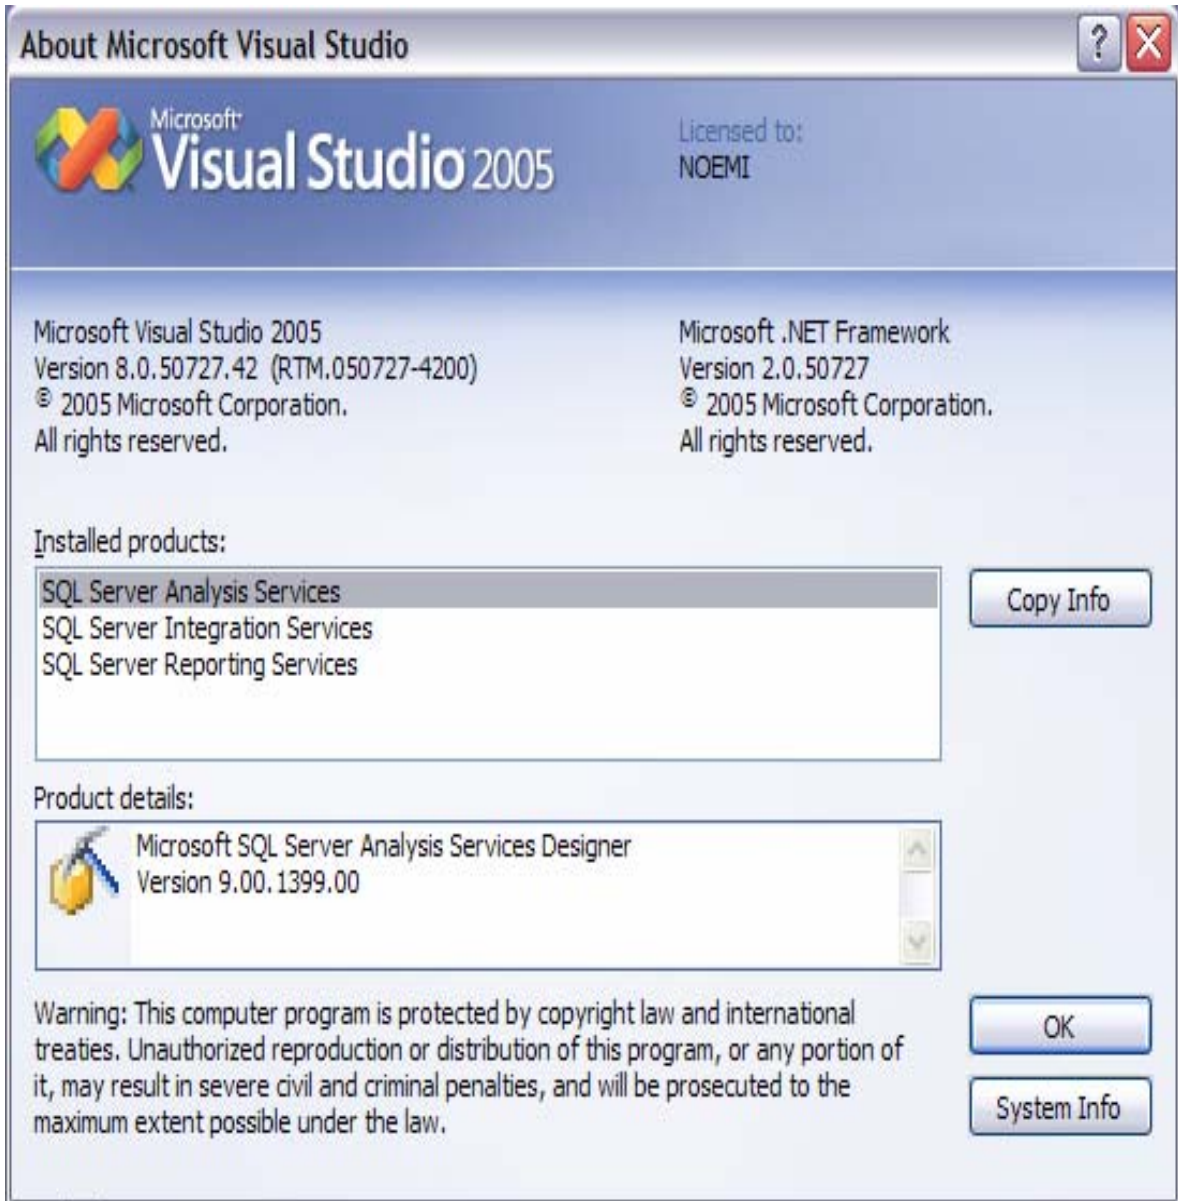 About Microsoft Visual Studio
?
Microsoft
Visual Studio 2005
Licensed to:
NOEMI
Microsoft Visual Studio 2005
Version 8.0.50727.42 (RTM.050727-4200)
© 2005 Microsoft Corporation.
All rights reserved.
Microsoft .NET Framework
Version 2.0.50727
© 2005 Microsoft Corporation.
All rights reserved.
Installed products:
SQL Server Analysis Services
SQL Server Integration Services
SQL Server Reporting Services
Copy Info
Product details:
Microsoft SQL Server Analysis Services Designer
Version 9.00.1399.00
Warning: This computer program is protected by copyright law and international
treaties. Unauthorized reproduction or distribution of this program, or any portion of
it, may result in severe civil and criminal penalties, and will be prosecuted to the
maximum extent possible under the law.
OK
System Info